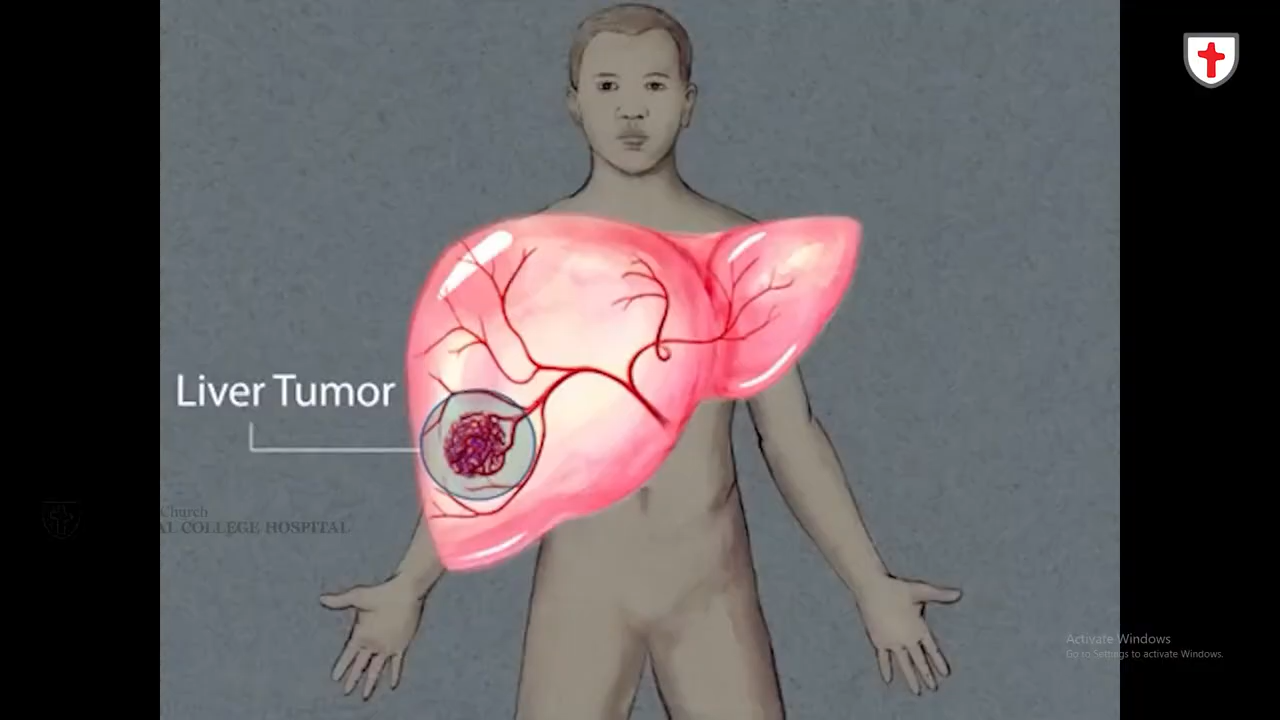 Liver Tumor
Church
AL COLLEGE HOSPITAL
Activate Windows
Go to Settings to activate Windows.